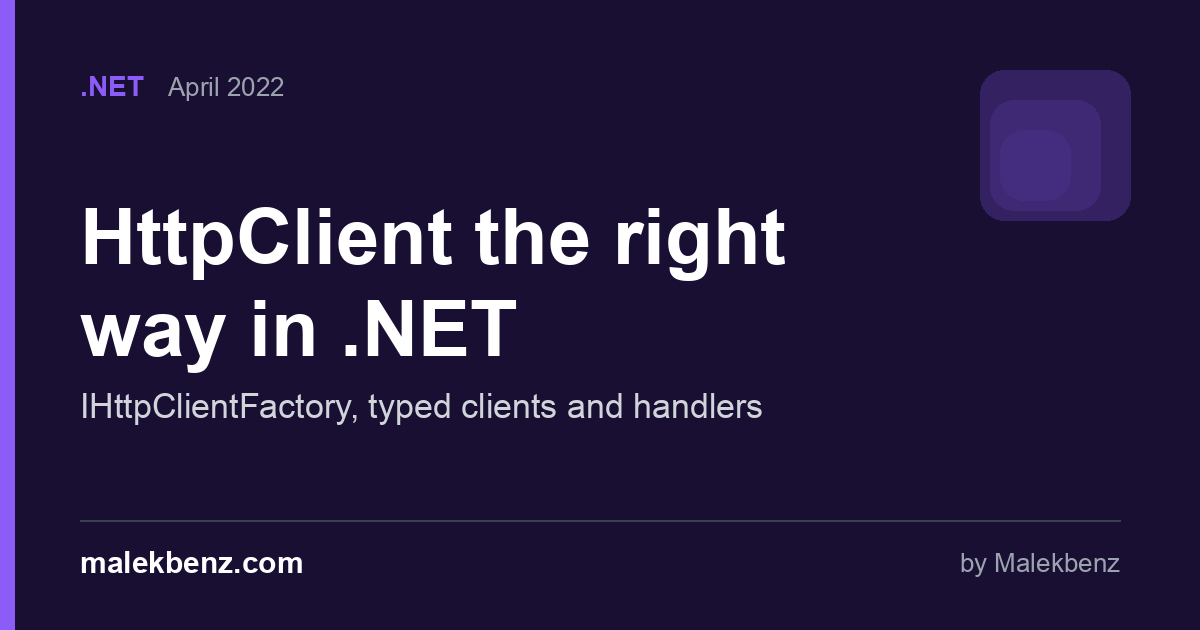 .NET April 2022
HttpClient the right
way in .NET
IHttpClientFactory, typed clients and handlers
malekbenz.com
by Malekbenz